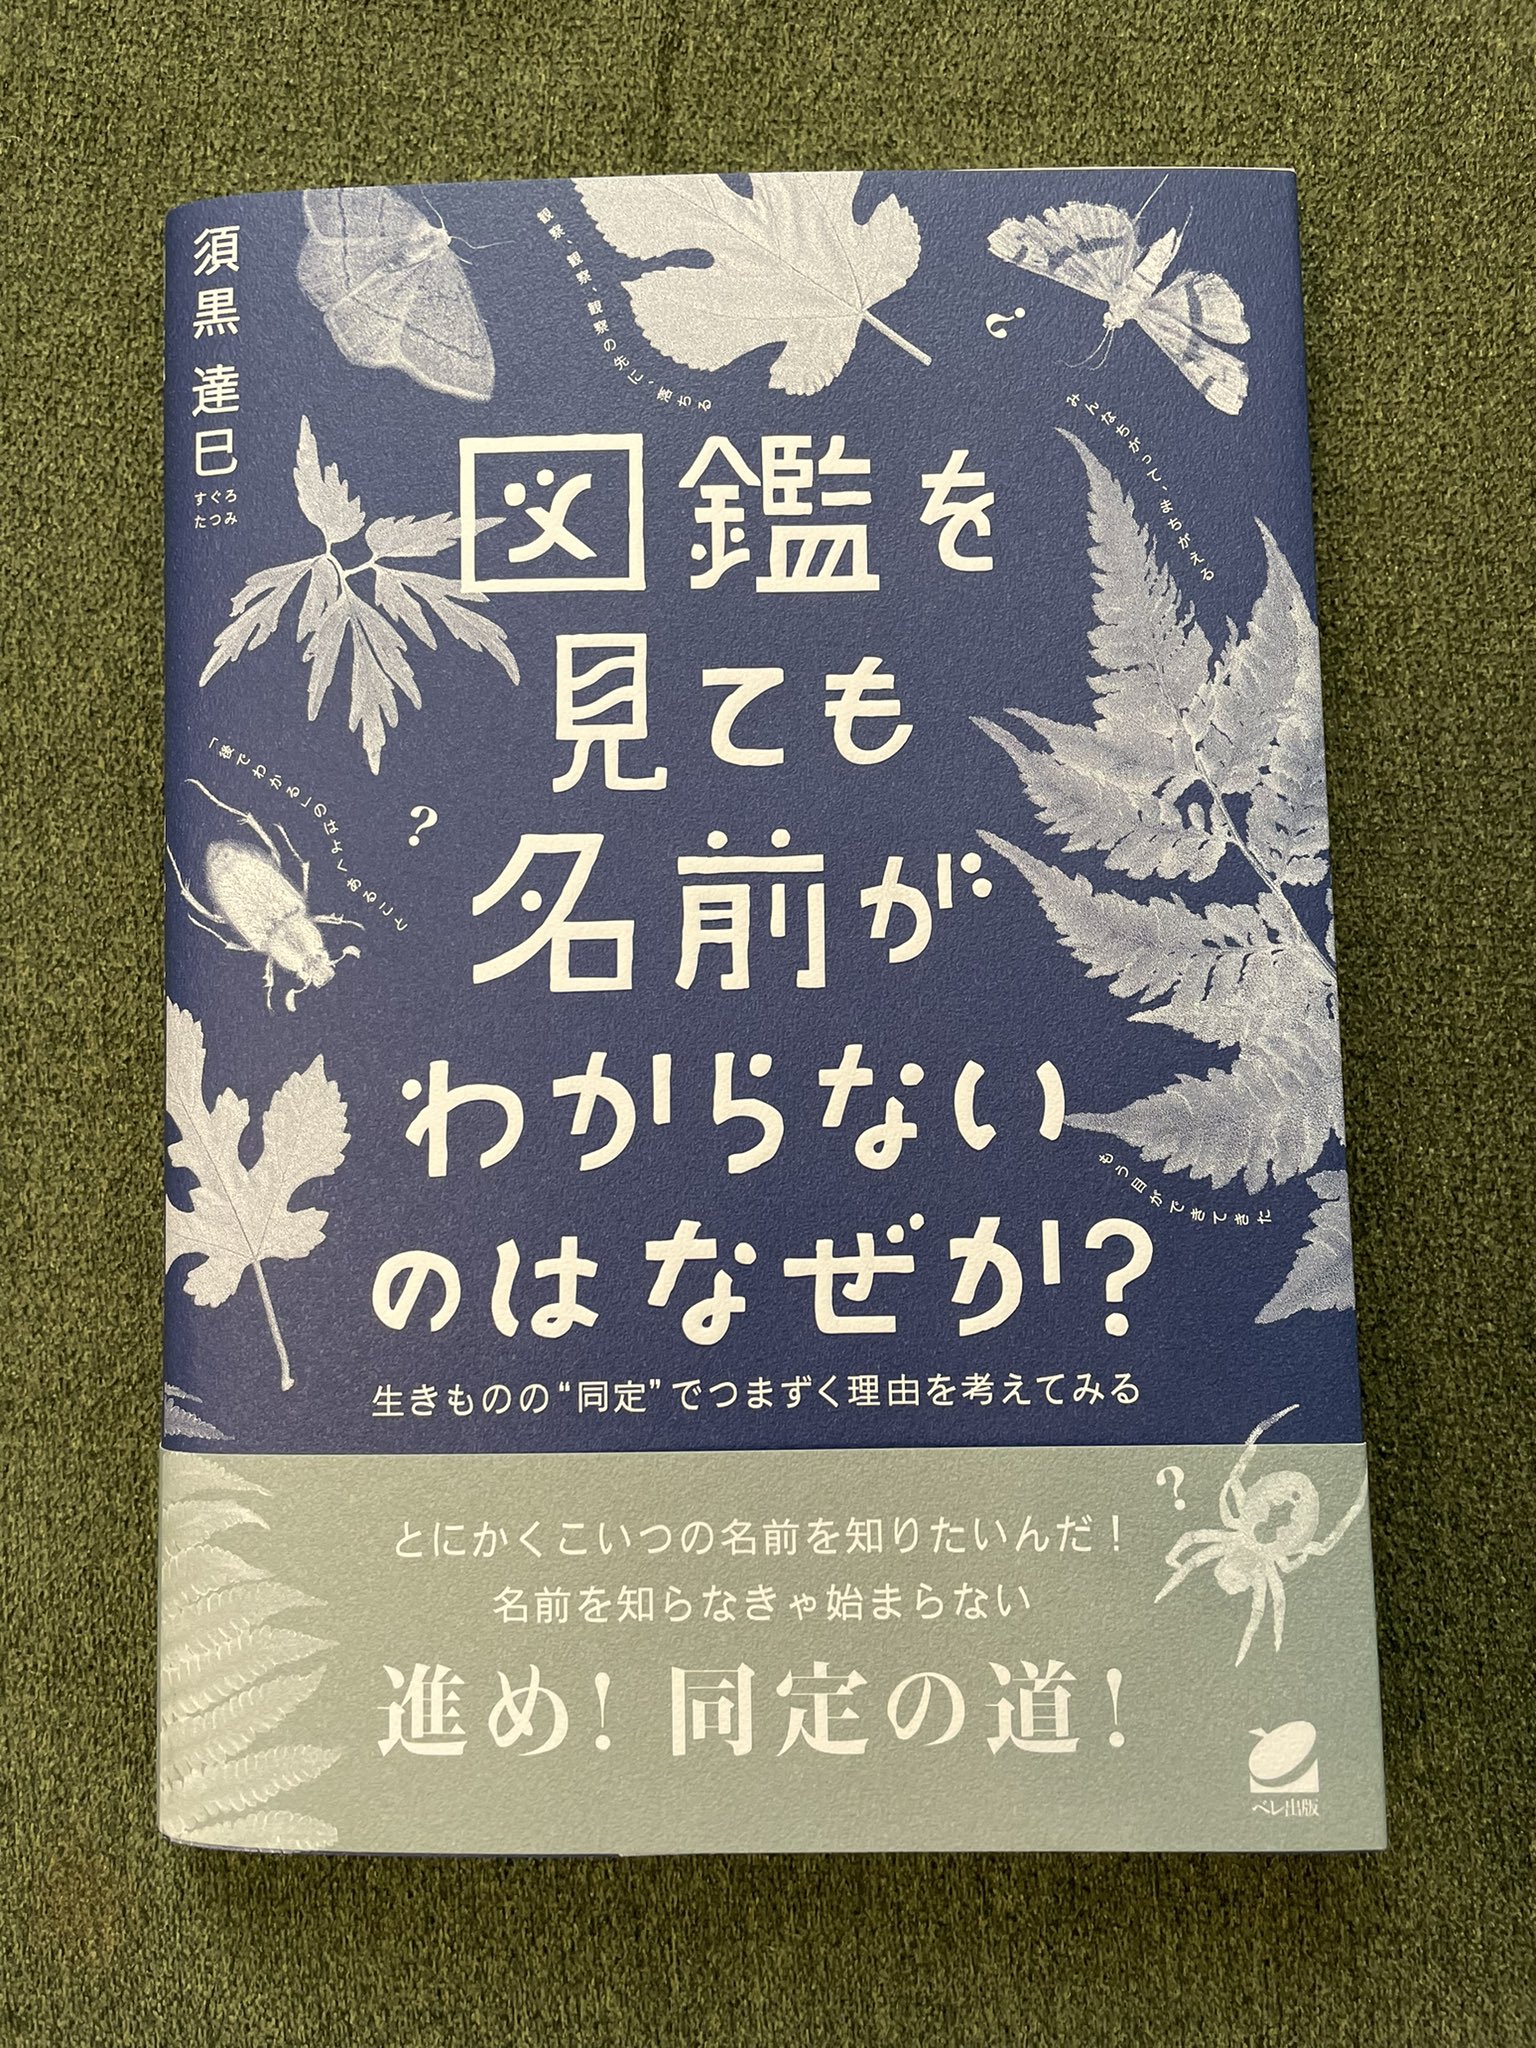 須黒 達巳
すぐろ
たつみ
観察、観察、観察の先に、落ちる
?
みんなちがって、まちがえる
図鑑を
見ても
名前が
わからない
のはなぜか?
「後でわかる」のはよくあること
?
もう目ができてきた
生きものの“同定”でつまずく理由を考えてみる
?
とにかくこいつの名前を知りたいんだ!
名前を知らなきゃ始まらない
進め! 同定の道!
ベレ出版